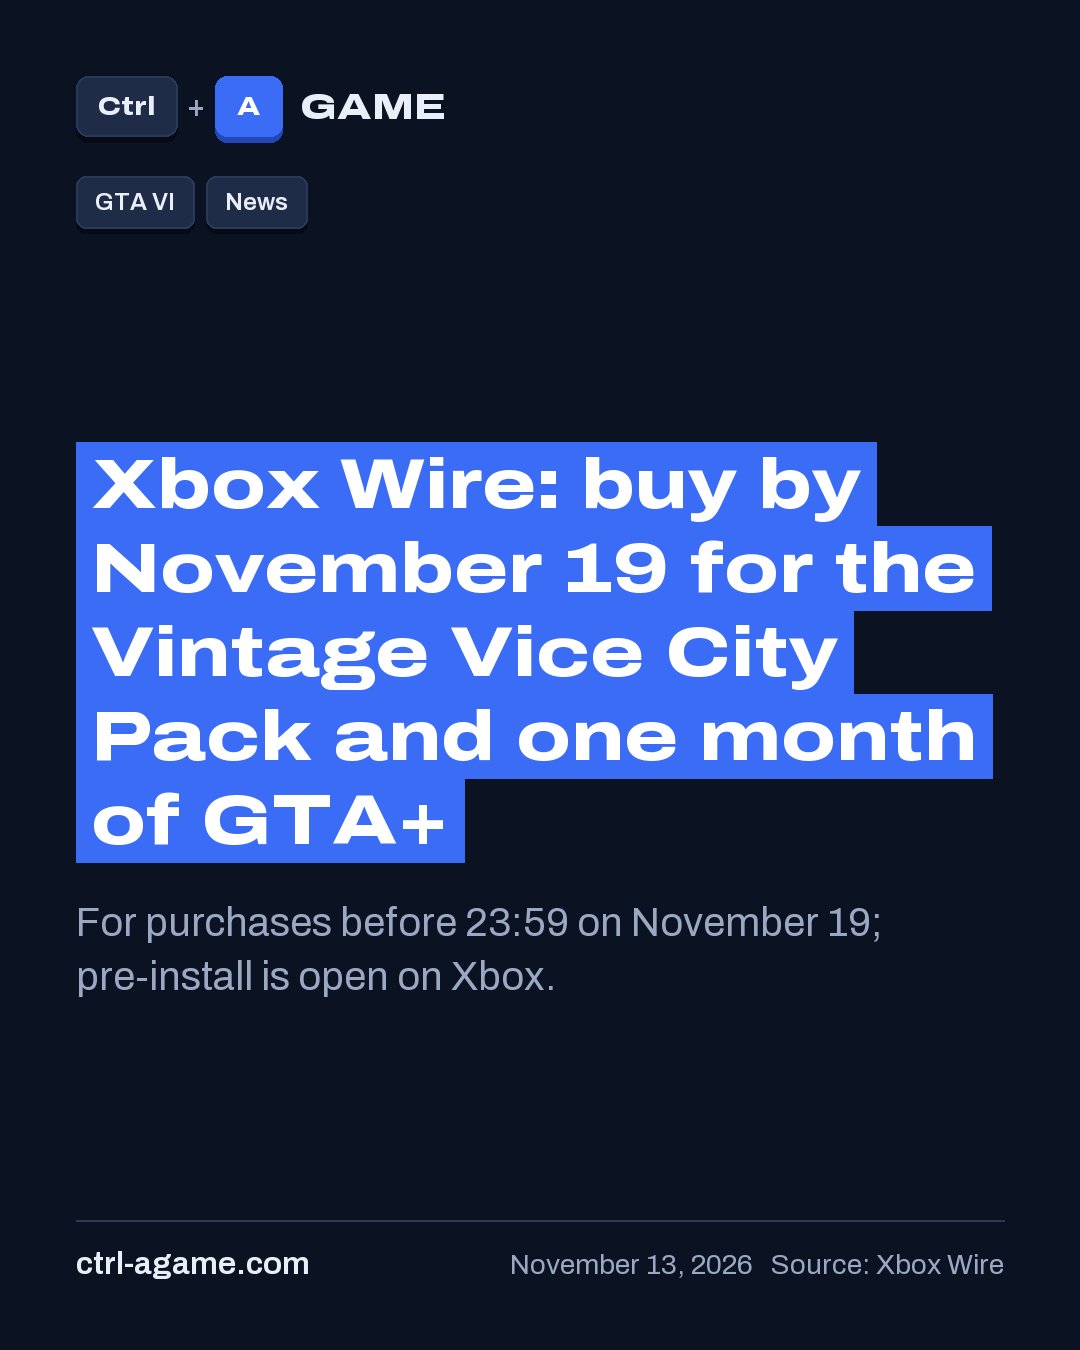 Ctrl + A GAME
GTA VI News
Xbox Wire: buy by
November 19 for the
Vintage Vice City
Pack and one month
of GTA+
For purchases before 23:59 on November 19;
pre-install is open on Xbox.
ctrl-agame.com November 13, 2026 Source: Xbox Wire